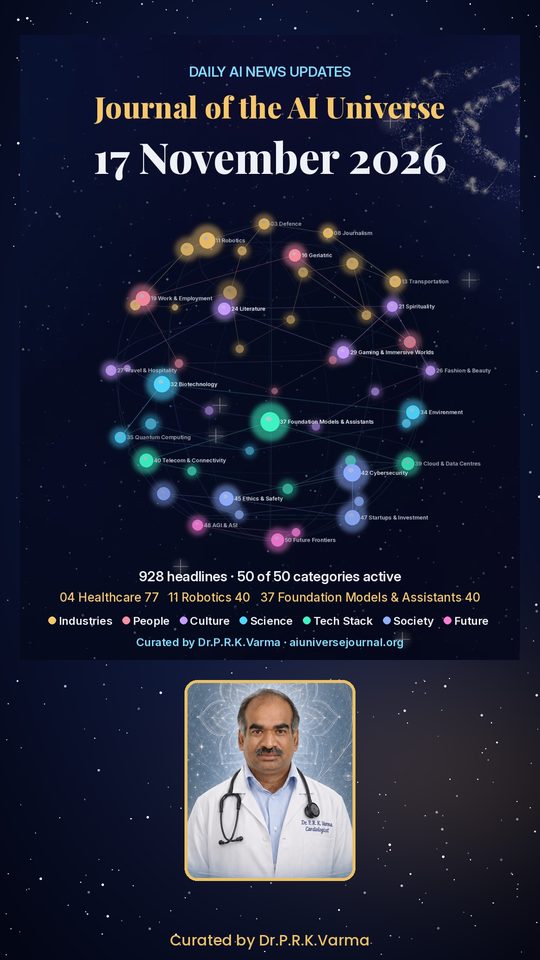 DAILY AI NEWS UPDATES
Journal of the AI Universe
17 November 2026
03 Defence
08 Journalism
11 Robotics
16 Geriatric
13 Transportation
19 Work & Employment
24 Literature
21 Spirituality
29 Gaming & Immersive Worlds
27 Travel & Hospitality
26 Fashion & Beauty
32 Biotechnology
34 Environment
37 Foundation Models & Assistants
35 Quantum Computing
40 Telecom & Connectivity
39 Cloud & Data Centres
42 Cybersecurity
45 Ethics & Safety
47 Startups & Investment
48 AGI & ASI
50 Future Frontiers
928 headlines · 50 of 50 categories active
04 Healthcare 77 11 Robotics 40 37 Foundation Models & Assistants 40
Industries People Culture Science Tech Stack Society Future
Curated by Dr.P.R.K.Varma · aiuniversejournal.org
Dr. P. R. K. Varma
Cardiologist
Curated by Dr.P.R.K.Varma